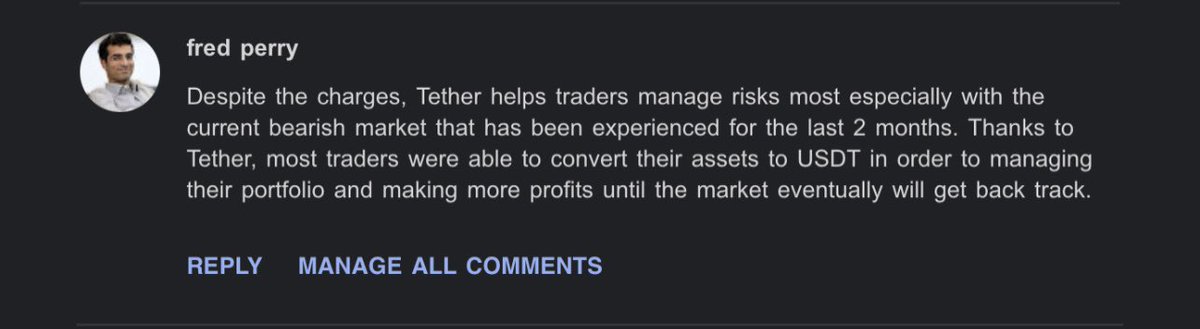 fred perry
Despite the charges, Tether helps traders manage risks most especially with the
current bearish market that has been experienced for the last 2 months. Thanks to
Tether, most traders were able to convert their assets to USDT in order to managing
their portfolio and making more profits until the market eventually will get back track.
REPLY MANAGE ALL COMMENTS